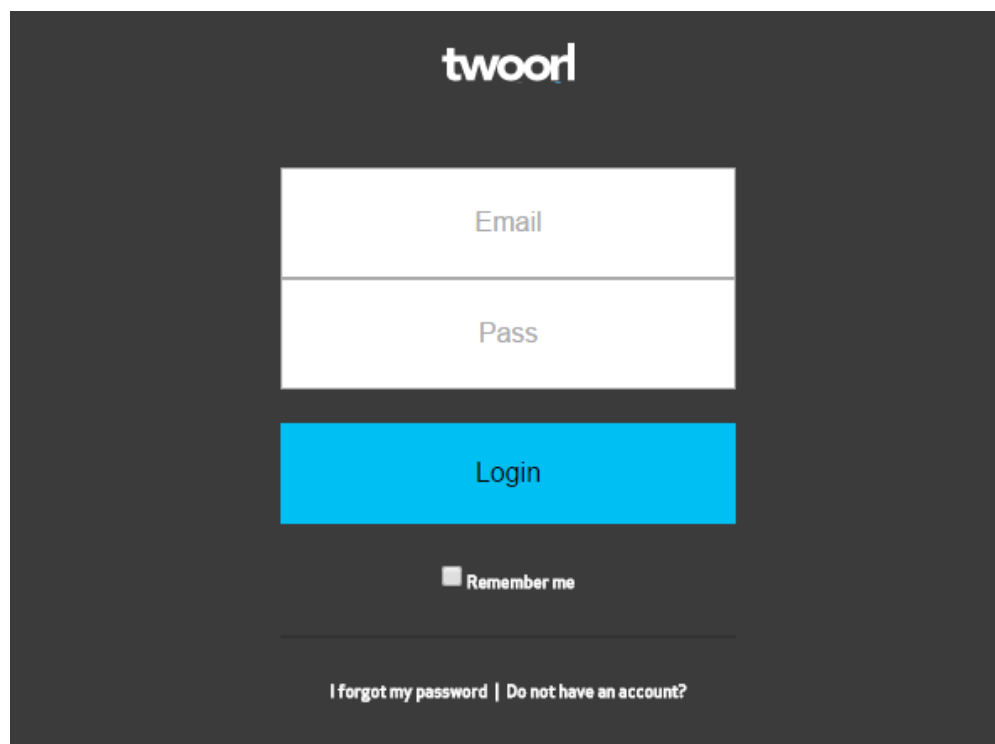 twoorl
Email
Pass
Login
Remember me
I forgot my password | Do not have an account?